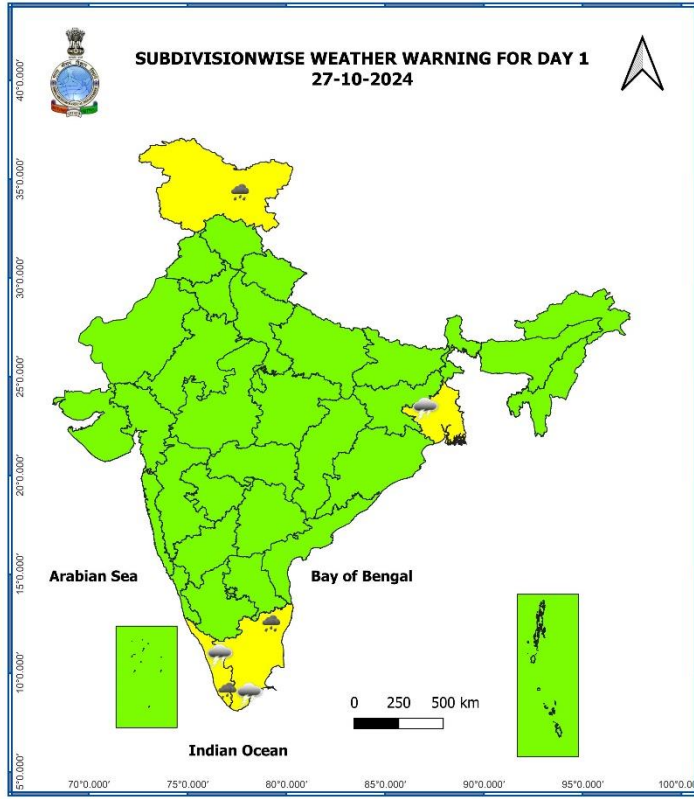 SUBDIVISIONWISE WEATHER WARNING FOR DAY 1
27-10-2024
40°0.000'
35°0.000'
30°0.000'
25°0.000'
20°0.000'
15°0.000'
10°0.000'
5°0.000'
Arabian Sea
Bay of Bengal
0 250 500 km
Indian Ocean
70°0.000' 75°0.000' 80°0.000' 85°0.000' 90°0.000' 95°0.000' 100°0.00